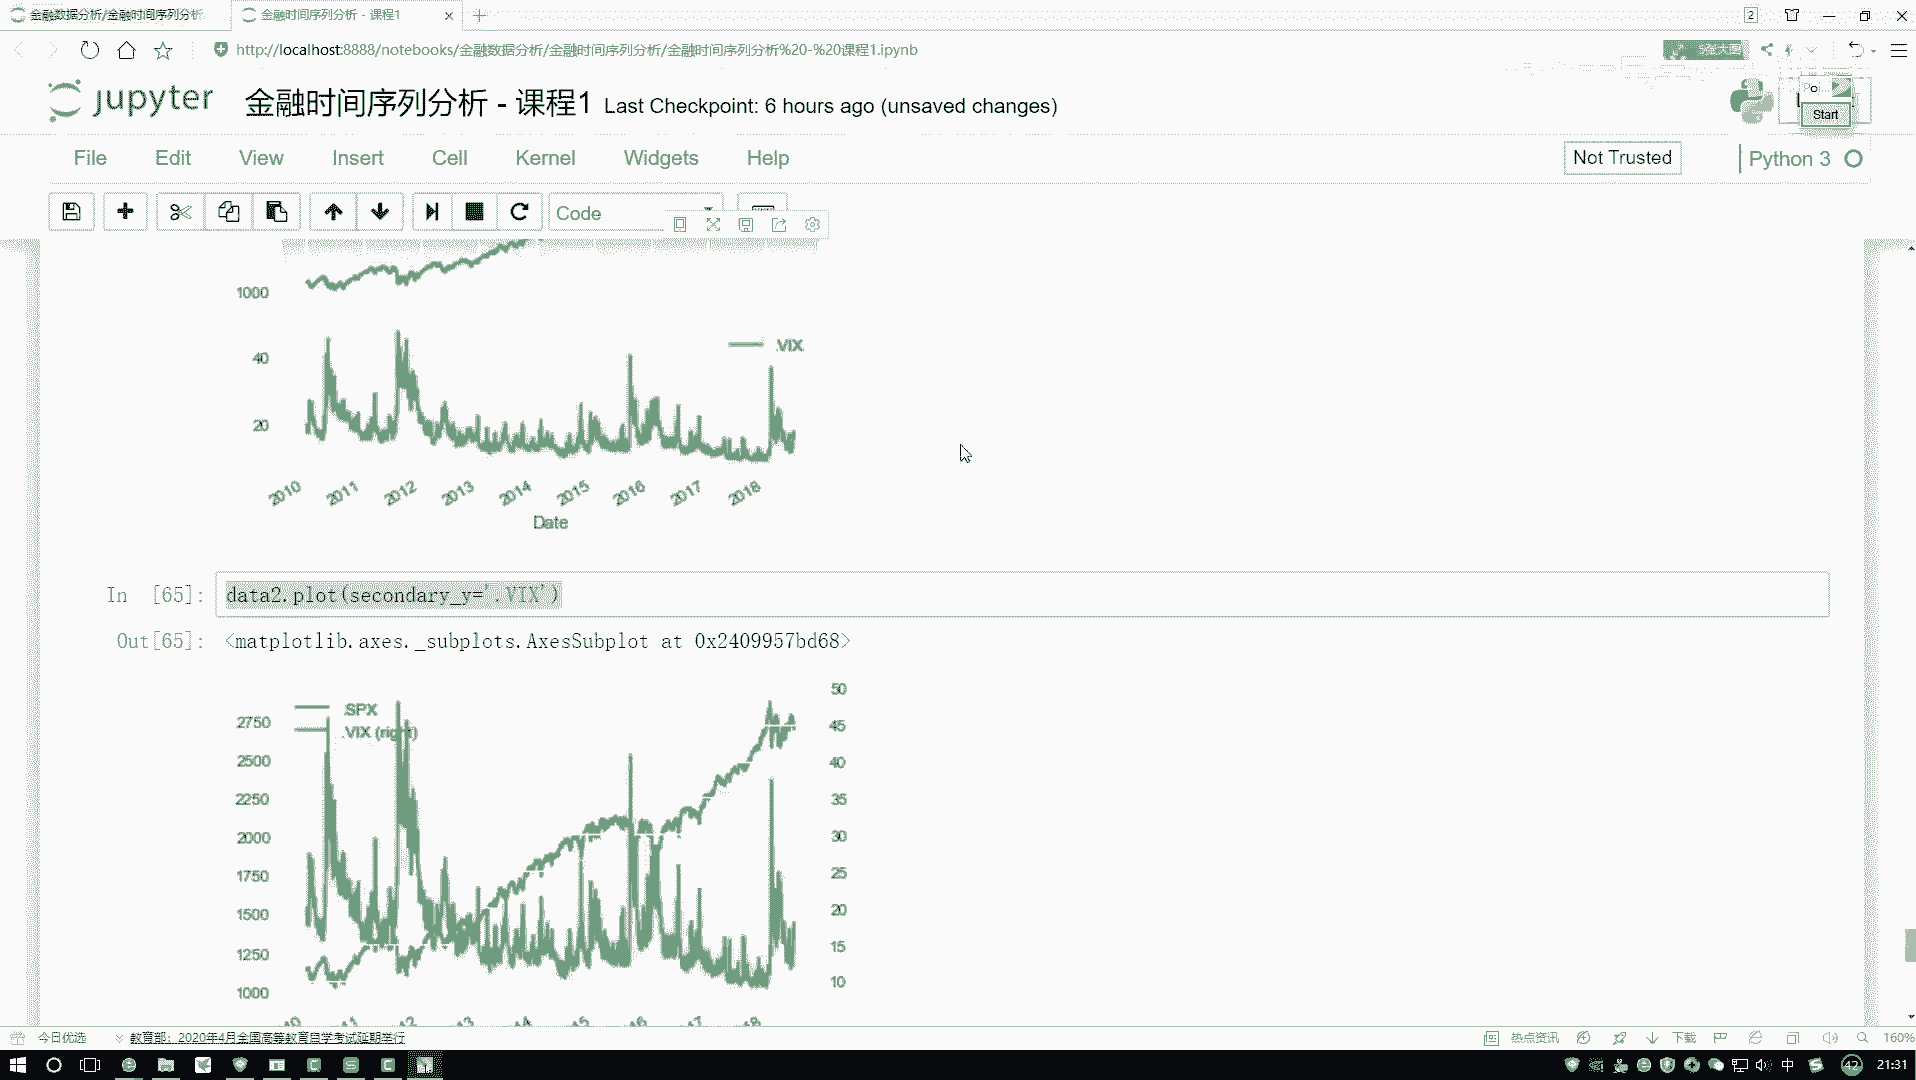 金融数据分析/金融时间序列分析
金融时间序列分析 - 课程1
2
http://localhost:8888/notebooks/金融数据分析/金融时间序列分析/金融时间序列分析%20-%20课程1.ipynb
jupyter
金融时间序列分析 - 课程1
Last Checkpoint: 6 hours ago (unsaved changes)
Start
File Edit View Insert Cell Kernel Widgets Help
Not Trusted
Python 3
Code
1000
40
.VIX
20
2010 2011 2012 2013 2014 2015 2016 2017 2018
Date
In [65]:
data2.plot(secondary_y='.VIX')
Out[65]:
<matplotlib.axes._subplots.AxesSubplot at 0x2409957bd68>
.SPX
.VIX (right)
2750
2500
2250
2000
1750
1500
1250
1000
50
45
40
35
30
25
20
15
10
今日优选
教育部：2020年4月全国高等教育自学考试延期举行
热点资讯
下载
160%
中
42
21:31